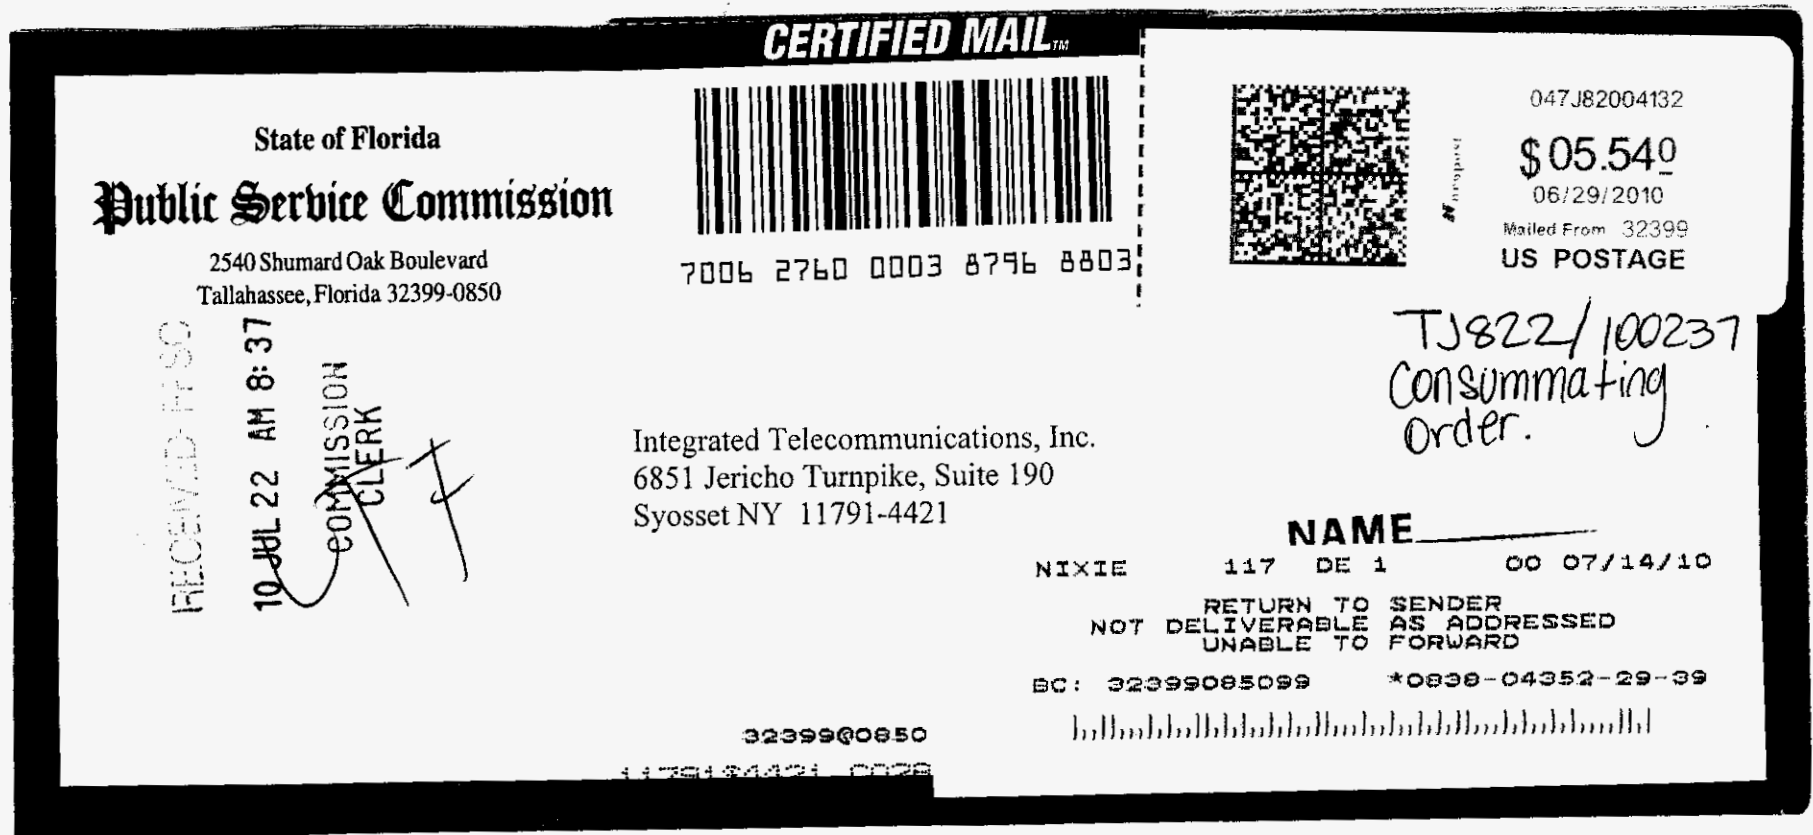 CERTIFIED MAIL™
State of Florida
Public Service Commission
2540 Shumard Oak Boulevard
Tallahassee, Florida 32399-0850
7006 2760 0003 8796 8803
047J82004132
$05.540
06/29/2010
Mailed From 32399
US POSTAGE
TJ822/100237
Consummating
Order.
RECEIVED-FPSC
10 JUL 22 AM 8:37
COMMISSION
CLERK
Integrated Telecommunications, Inc.
6851 Jericho Turnpike, Suite 190
Syosset NY 11791-4421
NAME
NIXIE 117 DE 1 00 07/14/10
RETURN TO SENDER
NOT DELIVERABLE AS ADDRESSED
UNABLE TO FORWARD
BC: 32399085099 *0838-04352-29-39
32399@0850